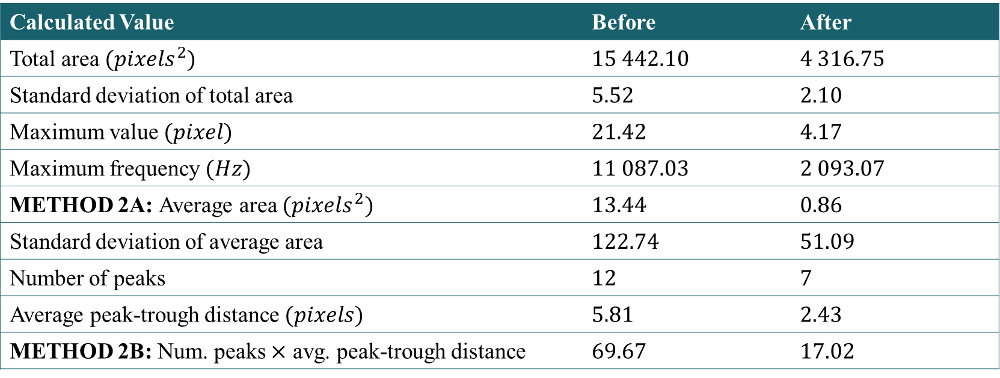 Calculated Value Before After
Total area (pixels²) 15 442.10 4 316.75
Standard deviation of total area 5.52 2.10
Maximum value (pixel) 21.42 4.17
Maximum frequency (Hz) 11 087.03 2 093.07
METHOD 2A: Average area (pixels²) 13.44 0.86
Standard deviation of average area 122.74 51.09
Number of peaks 12 7
Average peak-trough distance (pixels) 5.81 2.43
METHOD 2B: Num. peaks × avg. peak-trough distance 69.67 17.02